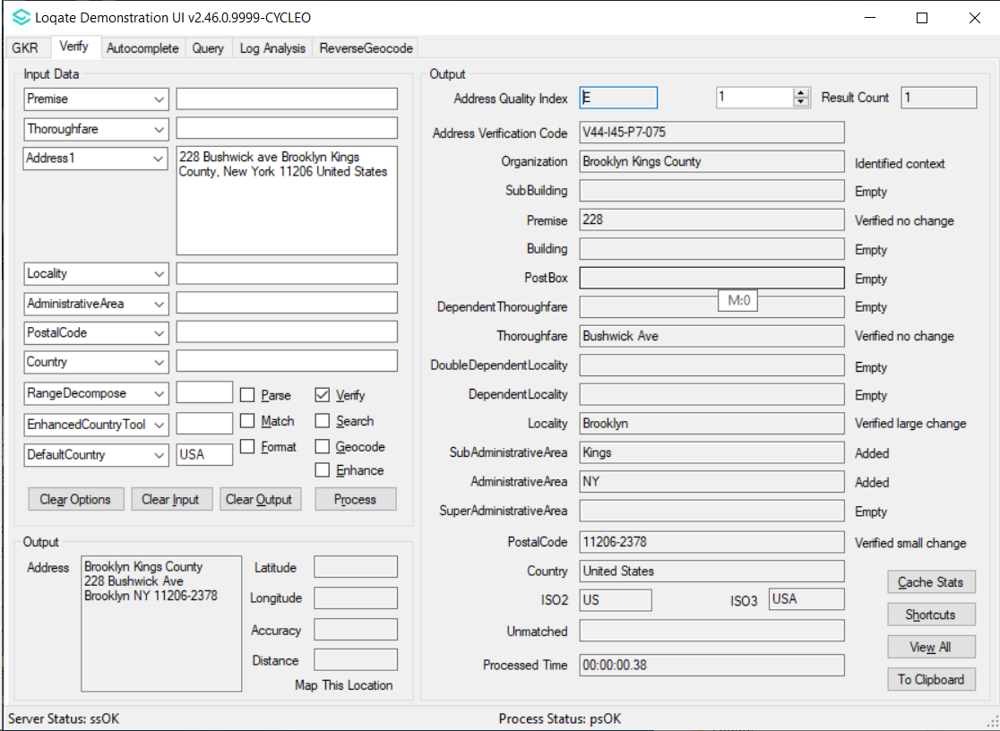 Loqate Demonstration UI v2.46.0.9999-CYCLEO
GKR Verify Autocomplete Query Log Analysis ReverseGeocode
Input Data
Premise
Thoroughfare
Address1
228 Bushwick ave Brooklyn Kings
County, New York 11206 United States
Locality
AdministrativeArea
PostalCode
Country
RangeDecompose
Parse
Verify
EnhancedCountryTool
Match
Search
DefaultCountry
USA
Format
Geocode
Enhance
Clear Options
Clear Input
Clear Output
Process
Output
Address
Brooklyn Kings County
228 Bushwick Ave
Brooklyn NY 11206-2378
Latitude
Longitude
Accuracy
Distance
Map This Location
Output
Address Quality Index E 1 Result Count 1
Address Verification Code V44-I45-P7-075
Organization Brooklyn Kings County Identified context
SubBuilding Empty
Premise 228 Verified no change
Building Empty
PostBox Empty
M:0
DependentThoroughfare Empty
Thoroughfare Bushwick Ave Verified no change
DoubleDependentLocality Empty
DependentLocality Empty
Locality Brooklyn Verified large change
SubAdministrativeArea Kings Added
AdministrativeArea NY Added
SuperAdministrativeArea Empty
PostalCode 11206-2378 Verified small change
Country United States
ISO2 US ISO3 USA
Unmatched
Processed Time 00:00:00.38
Cache Stats
Shortcuts
View All
To Clipboard
Server Status: ssOK
Process Status: psOK